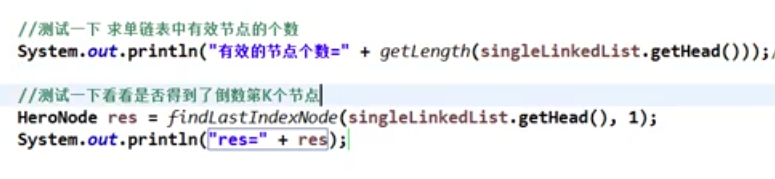 //测试一下 求单链表中有效节点的个数
System.out.println("有效的节点个数=" + getLength(singleLinkedList.getHead()));/
//测试一下看看是否得到了倒数第K个节点
HeroNode res = findLastIndexNode(singleLinkedList.getHead(), 1);
System.out.println("res=" + res);